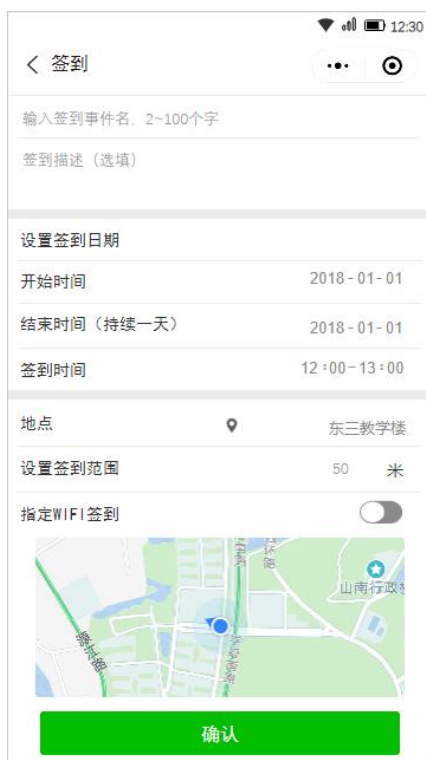 12:30
签到
输入签到事件名，2~100个字
签到描述（选填）
设置签到日期
开始时间 2018-01-01
结束时间（持续一天） 2018-01-01
签到时间 12:00-13:00
地点 东三教学楼
设置签到范围 50 米
指定WIFI签到
山南行政
确认